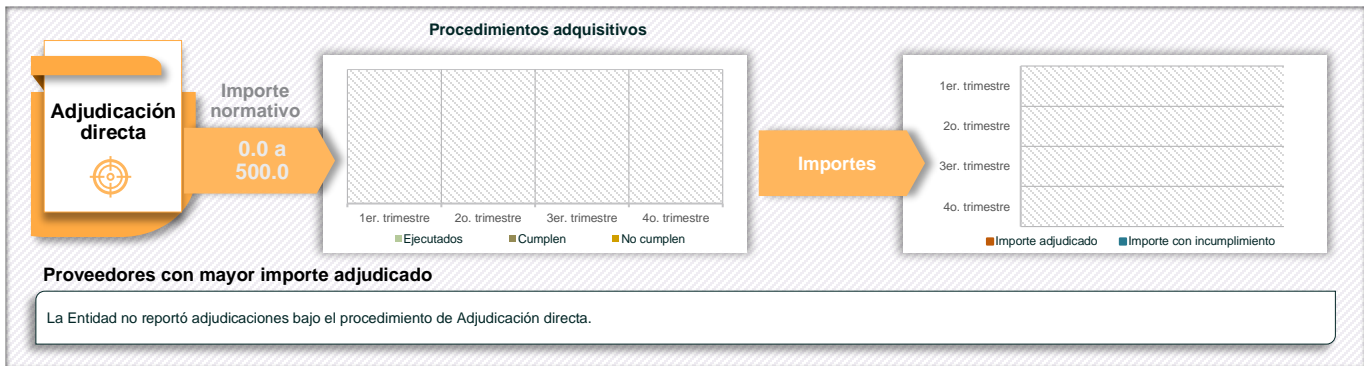 Procedimientos adquisitivos
Adjudicación
directa
Importe
normativo
0.0 a
500.0
1er. trimestre
2o. trimestre
3er. trimestre
4o. trimestre
Ejecutados
Cumplen
No cumplen
Importes
1er. trimestre
2o. trimestre
3er. trimestre
4o. trimestre
Importe adjudicado
Importe con incumplimiento
Proveedores con mayor importe adjudicado
La Entidad no reportó adjudicaciones bajo el procedimiento de Adjudicación directa.